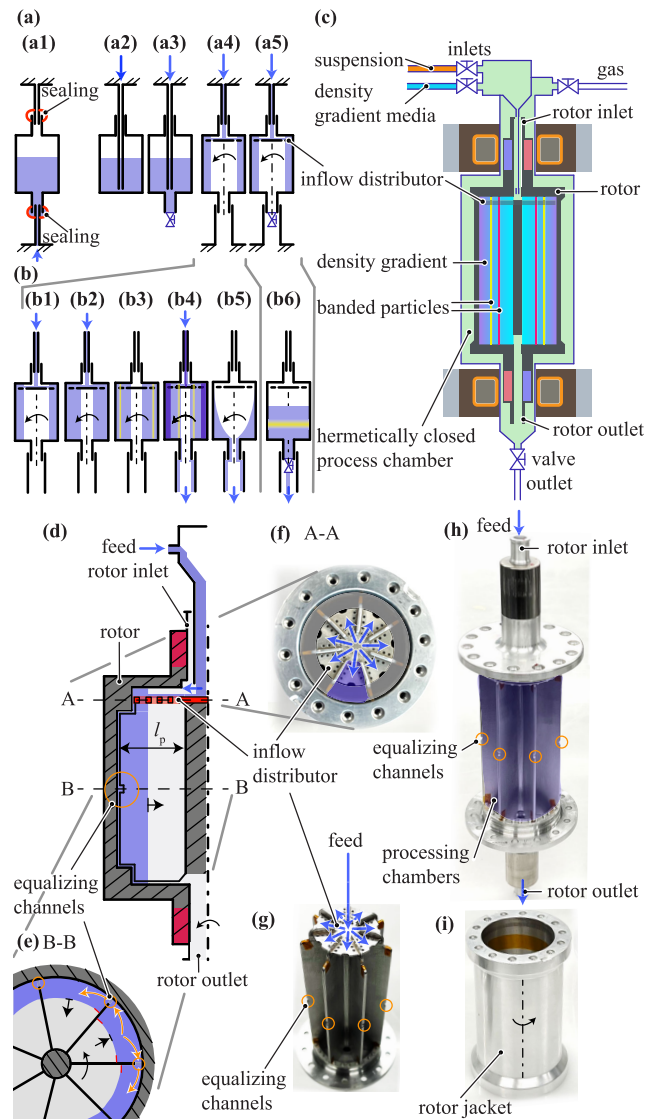 (a)
(a1)
(a2)
(a3)
(a4)
(a5)
sealing
sealing
inflow distributor
(b)
(b1)
(b2)
(b3)
(b4)
(b5)
(b6)
(c)
suspension
inlets
density
gradient media
gas
rotor inlet
rotor
density gradient
banded particles
hermetically closed
process chamber
rotor outlet
valve
outlet
(d)
feed
rotor inlet
rotor
A
A
lp
B
B
equalizing
channels
rotor outlet
(e)
B-B
(f)
A-A
inflow
distributor
feed
(g)
equalizing
channels
(h)
feed
rotor inlet
equalizing
channels
processing
chambers
rotor outlet
(i)
rotor jacket